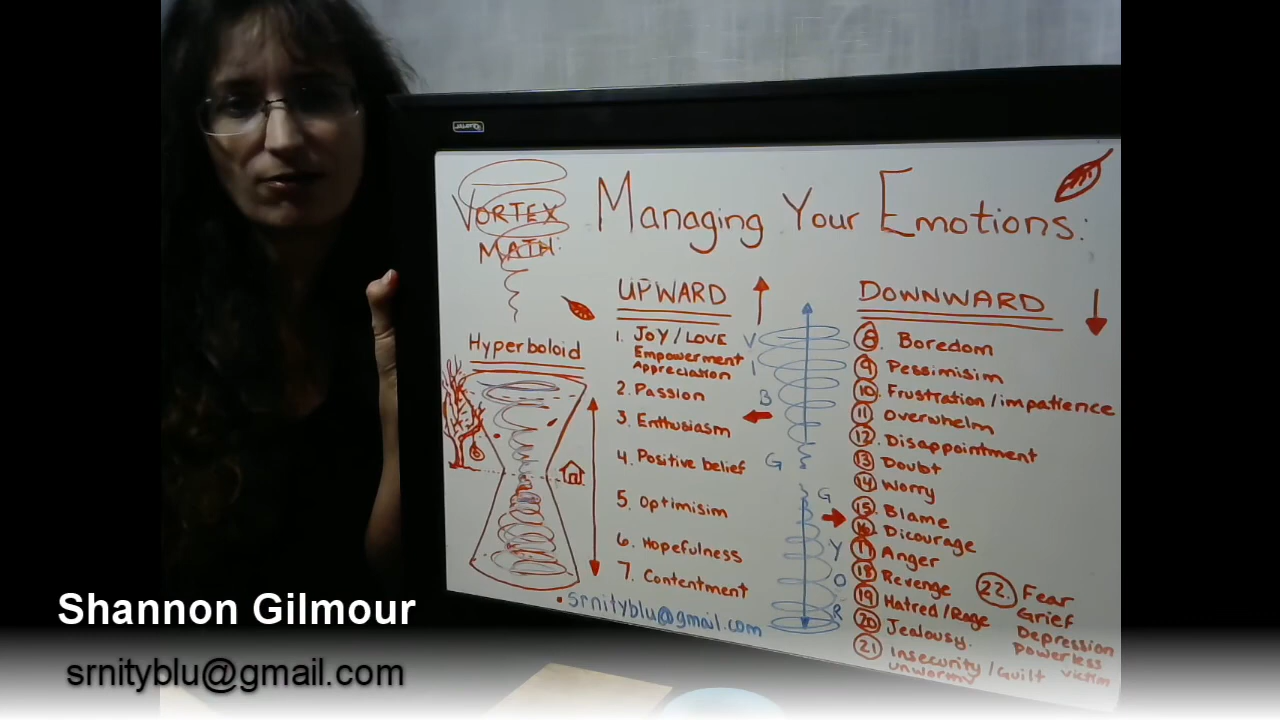 VORTEX
MATH:
Managing Your Emotions:
Hyperboloid
UPWARD
1. JOY/LOVE
Empowerment
Appreciation
2. Passion
3. Enthusiasm
4. Positive belief
5. Optimisim
6. Hopefulness
7. Contentment
• srnityblu@gmail.com
V
I
B
G
G
Y
O
R
DOWNWARD
8. Boredom
9. Pessimisim
10. Frustration/impatience
11. Overwhelm
12. Disappointment
13 Doubt
14 Worry
15. Blame
16. Dicourage
17 Anger
18 Revenge
19 Hatred/Rage
20 Jealousy.
21 Insecurity/Guilt
22. Fear
Grief
Depression
Powerless
victim
Shannon Gilmour
srnityblu@gmail.com